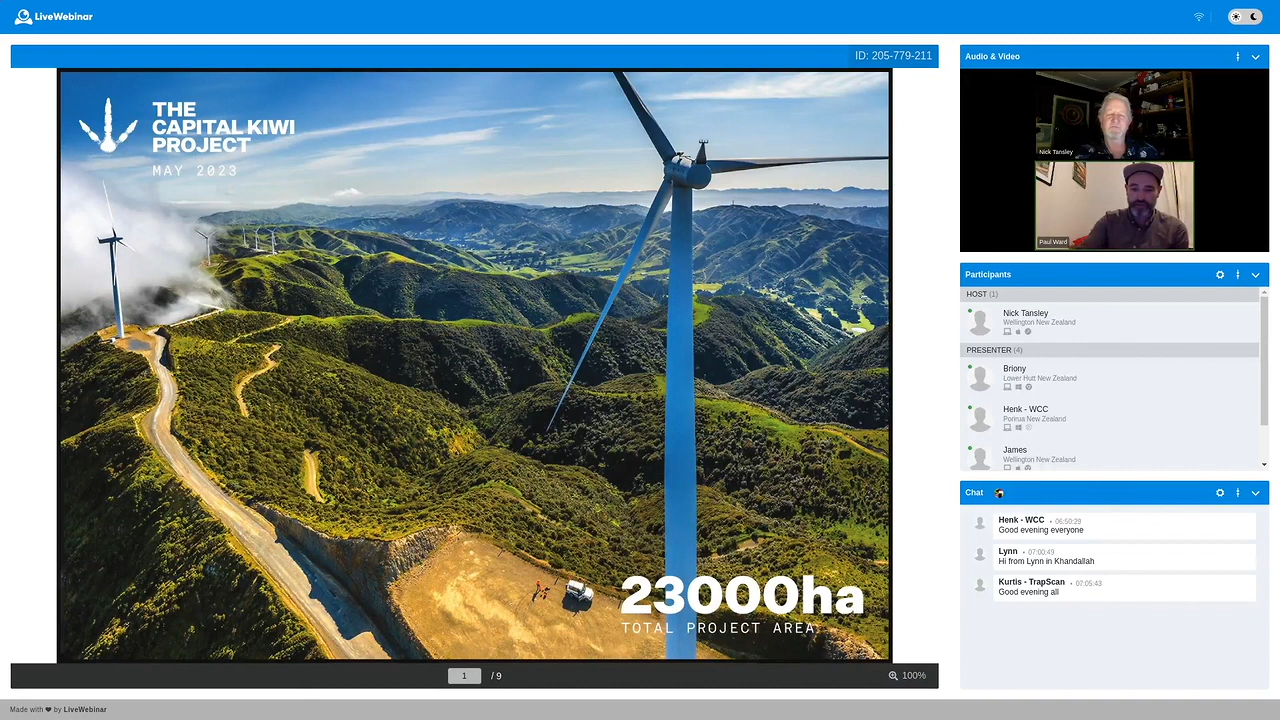 LiveWebinar
ID: 205-779-211
THE
CAPITAL KIWI
PROJECT
MAY 2023
23000ha
TOTAL PROJECT AREA
1 / 9
100%
Audio & Video
Nick Tansley
Paul Ward
Participants
HOST (1)
Nick Tansley
Wellington New Zealand
PRESENTER (4)
Briony
Lower Hutt New Zealand
Henk - WCC
Porirua New Zealand
James
Wellington New Zealand
Chat
Henk - WCC • 06:50:29
Good evening everyone
Lynn • 07:00:49
Hi from Lynn in Khandallah
Kurtis - TrapScan • 07:05:43
Good evening all
Made with ❤ by LiveWebinar